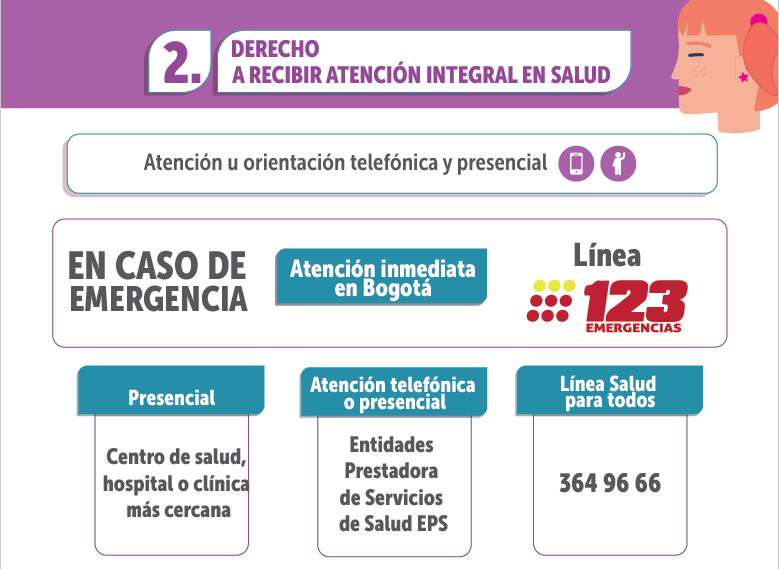 2.
DERECHO
A RECIBIR ATENCIÓN INTEGRAL EN SALUD
Atención u orientación telefónica y presencial
EN CASO DE
EMERGENCIA
Atención inmediata
en Bogotá
Línea
123
EMERGENCIAS
Presencial
Centro de salud,
hospital o clínica
más cercana
Atención telefónica
o presencial
Entidades
Prestadora
de Servicios
de Salud EPS
Línea Salud
para todos
364 96 66